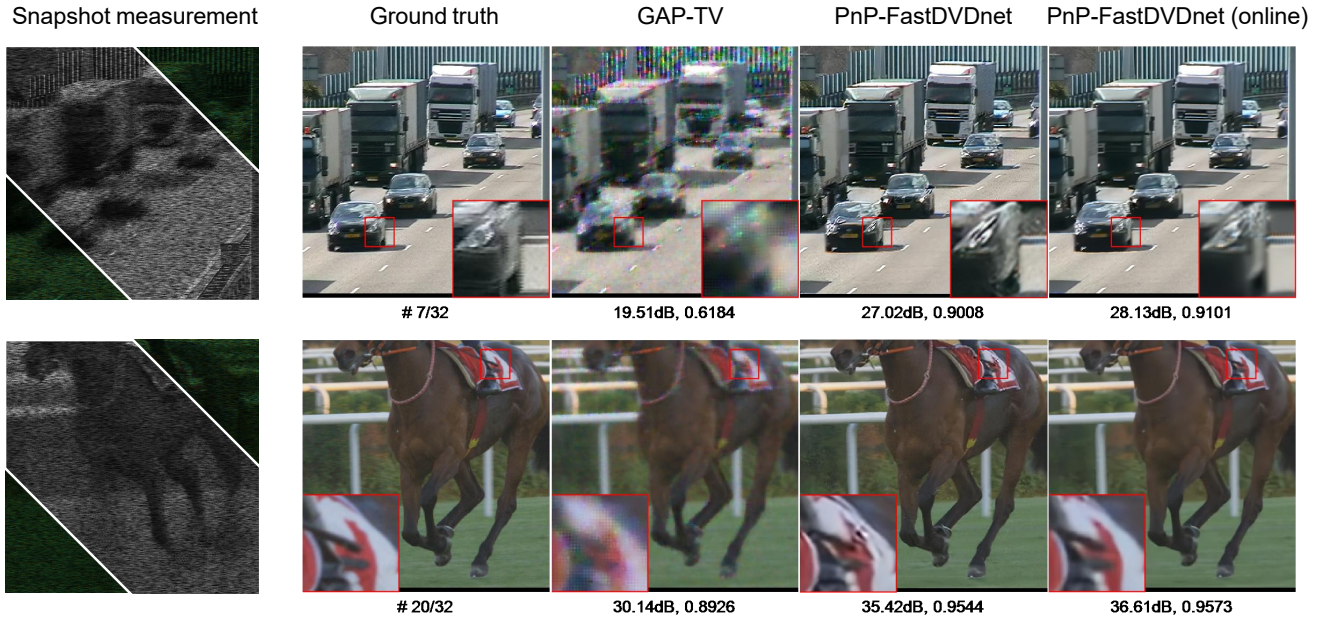 Snapshot measurement
Ground truth
GAP-TV
PnP-FastDVDnet
PnP-FastDVDnet (online)
# 7/32
19.51dB, 0.6184
27.02dB, 0.9008
28.13dB, 0.9101
# 20/32
30.14dB, 0.8926
35.42dB, 0.9544
36.61dB, 0.9573